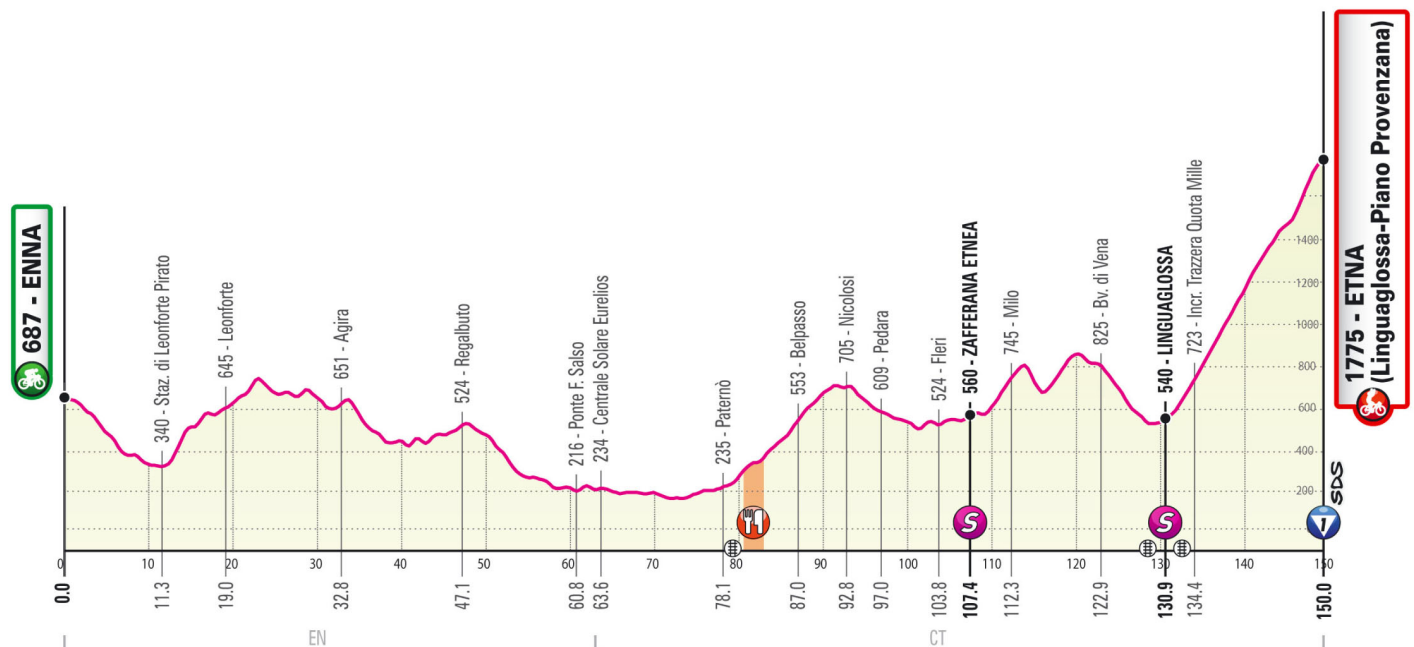 687 - ENNA
340 - Staz. di Leonforte Pirato
645 - Leonforte
651 - Agira
524 - Regalbuto
216 - Ponte F. Salso
234 - Centrale Solare Eurelios
235 - Paternò
553 - Belpasso
705 - Nicolosi
609 - Pedara
524 - Fleri
560 - ZAFFERANA ETNEA
745 - Milo
825 - Bv. di Vena
540 - LINGUAGLOSSA
723 - Incr. Trazzera Quota Mille
1775 - ETNA
(Linguaglossa-Piano Provenzana)
1400
1200
1000
800
600
400
200
SDS
S
S
1
0 10 20 30 40 50 60 70 80 90 100 110 120 130 140 150
0.0 11.3 19.0 32.8 47.1 60.8 63.6 78.1 87.0 92.8 97.0 103.8 107.4 112.3 122.9 130.9 134.4 150.0
EN CT